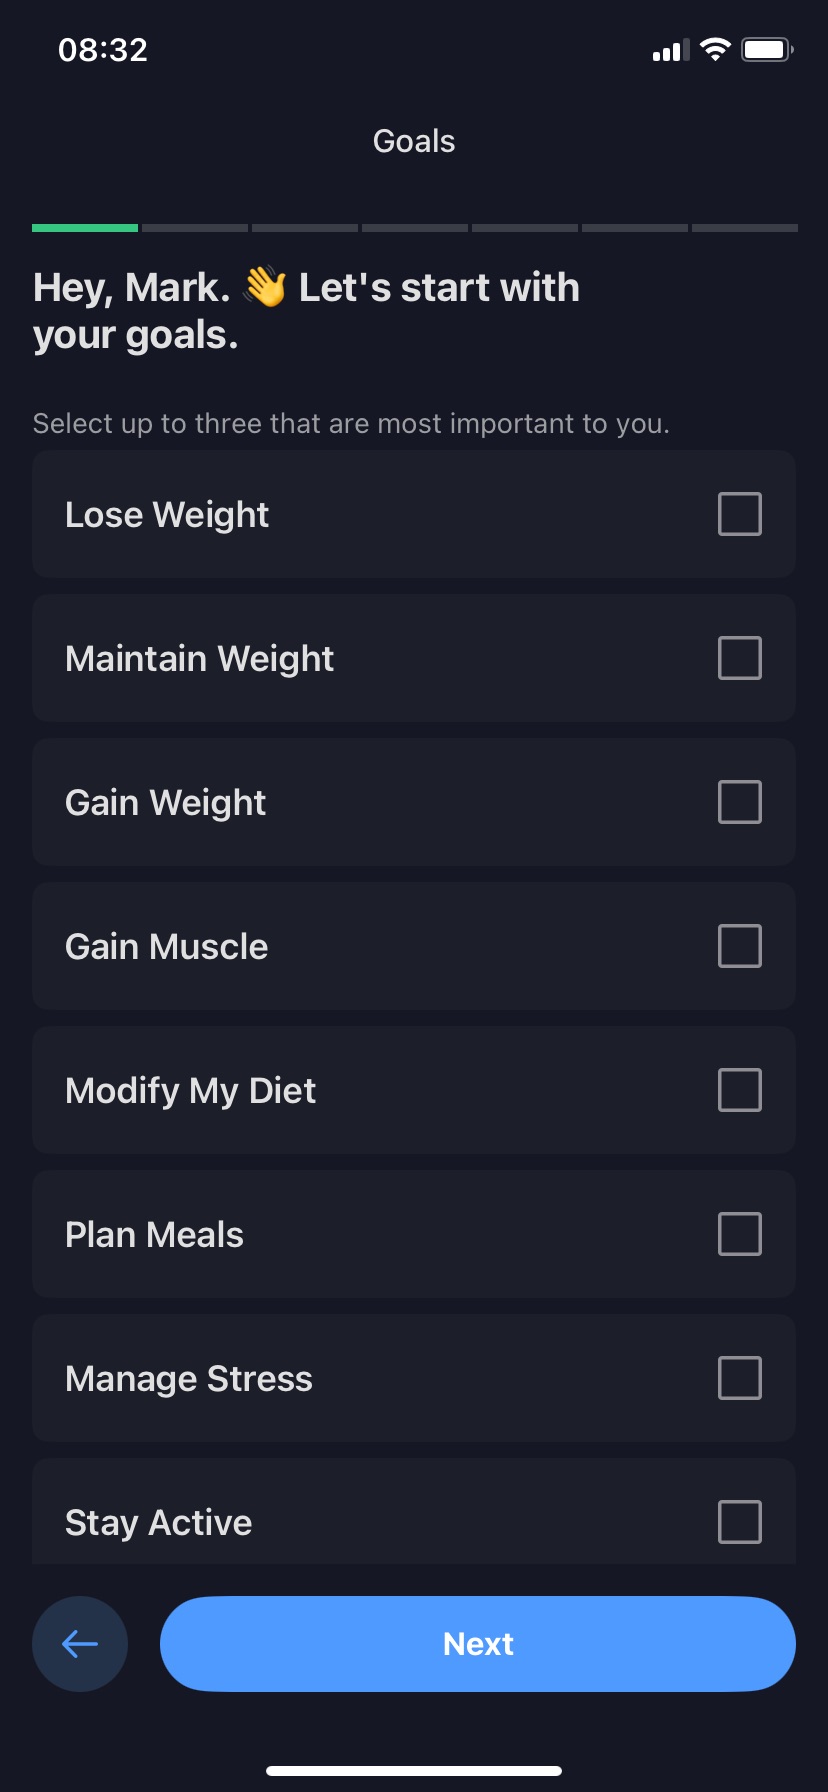 08:32
Goals
Hey, Mark. 👋 Let's start with
your goals.
Select up to three that are most important to you.
Lose Weight
Maintain Weight
Gain Weight
Gain Muscle
Modify My Diet
Plan Meals
Manage Stress
Stay Active
Next